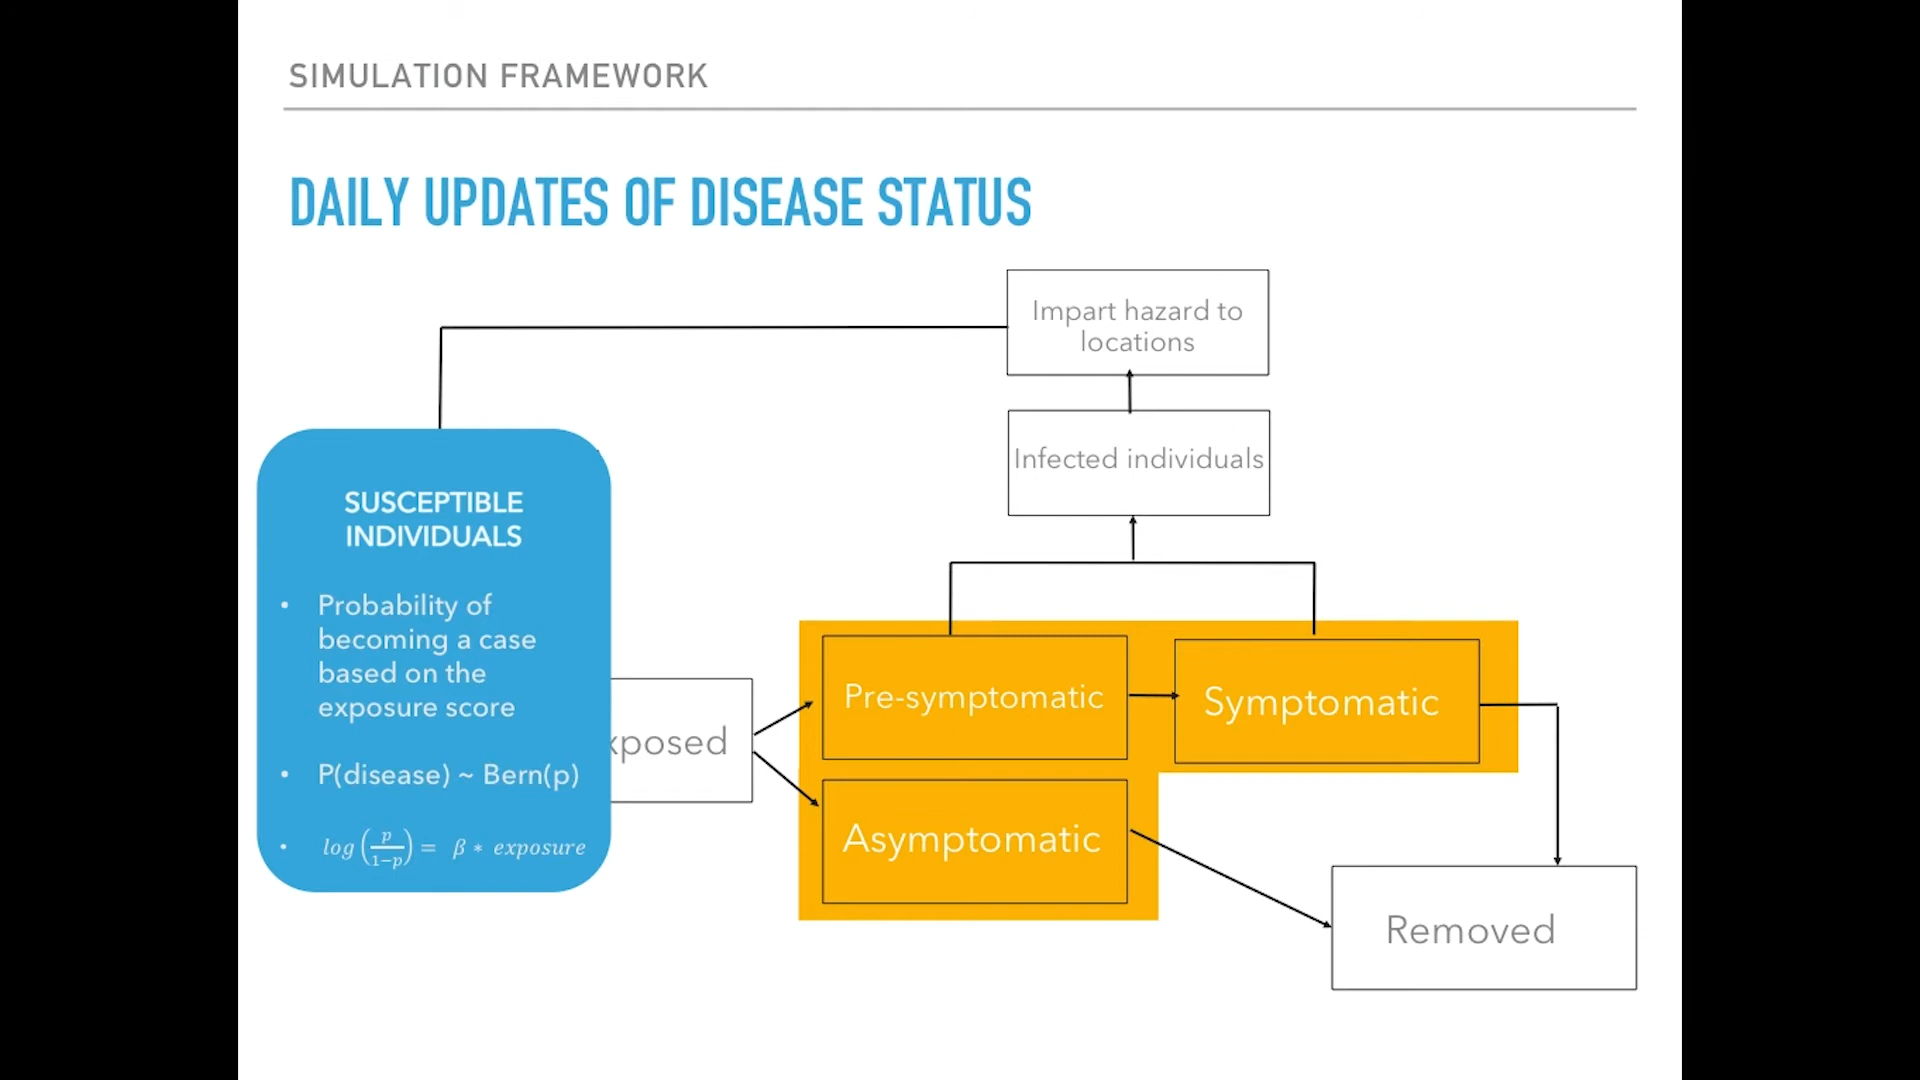 SIMULATION FRAMEWORK
DAILY UPDATES OF DISEASE STATUS
Impart hazard to
locations
Infected individuals
SUSCEPTIBLE
INDIVIDUALS
• Probability of
becoming a case
based on the
exposure score
• P(disease) ~ Bern(p)
• log(p/1−p) = β * exposure
xposed
Pre-symptomatic
Symptomatic
Asymptomatic
Removed